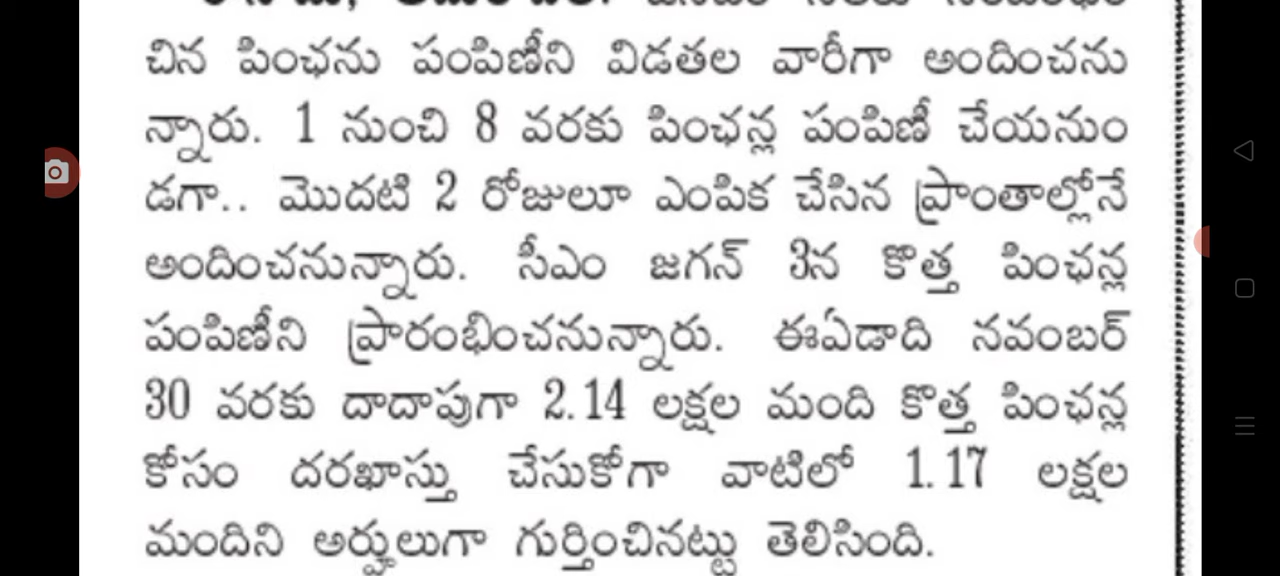 చిన పింఛను పంపిణీని విడతల వారీగా అందించను
న్నారు. 1 నుంచి 8 వరకు పింఛన్ల పంపిణీ చేయనుం
డగా.. మొదటి 2 రోజులూ ఎంపిక చేసిన ప్రాంతాల్లోనే
అందించనున్నారు. సీఎం జగన్ 3న కొత్త పింఛన్ల
పంపిణీని ప్రారంభించనున్నారు. ఈఏడాది నవంబర్
30 వరకు దాదాపుగా 2.14 లక్షల మంది కొత్త పింఛన్ల
కోసం దరఖాస్తు చేసుకోగా వాటిలో 1.17 లక్షల
మందిని అర్హులుగా గుర్తించినట్టు తెలిసింది.